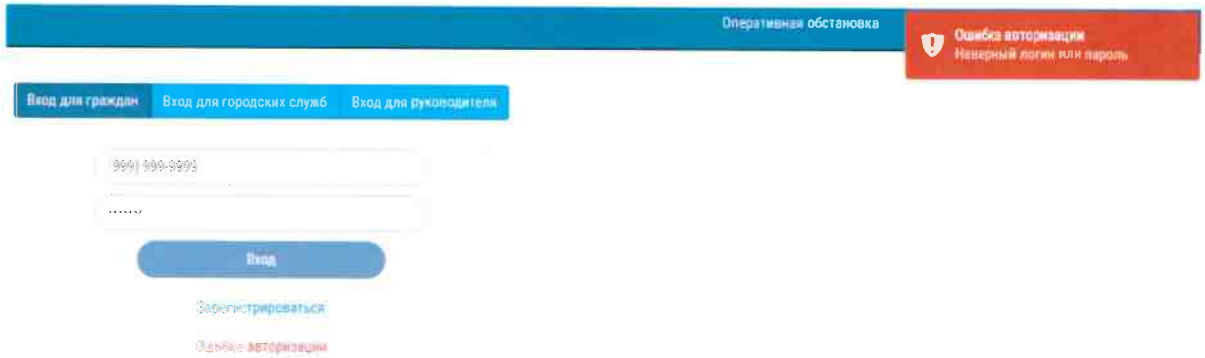 Оперативная обстановка
Ошибка авторизации
Неверный логин или пароль
Вход для граждан Вход для городских служб Вход для руководителя
999) 999-9999
.......
Вход
Зарегистрироваться
Ошибка авторизации